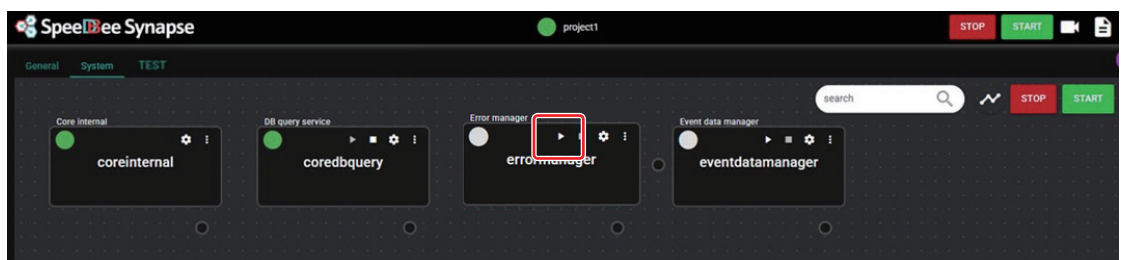 SpeeDBee Synapse
project1
STOP
START
General
System
TEST
search
STOP
START
Core internal
coreinternal
DB query service
coredbquery
Error manager
errormanager
Event data manager
eventdatamanager